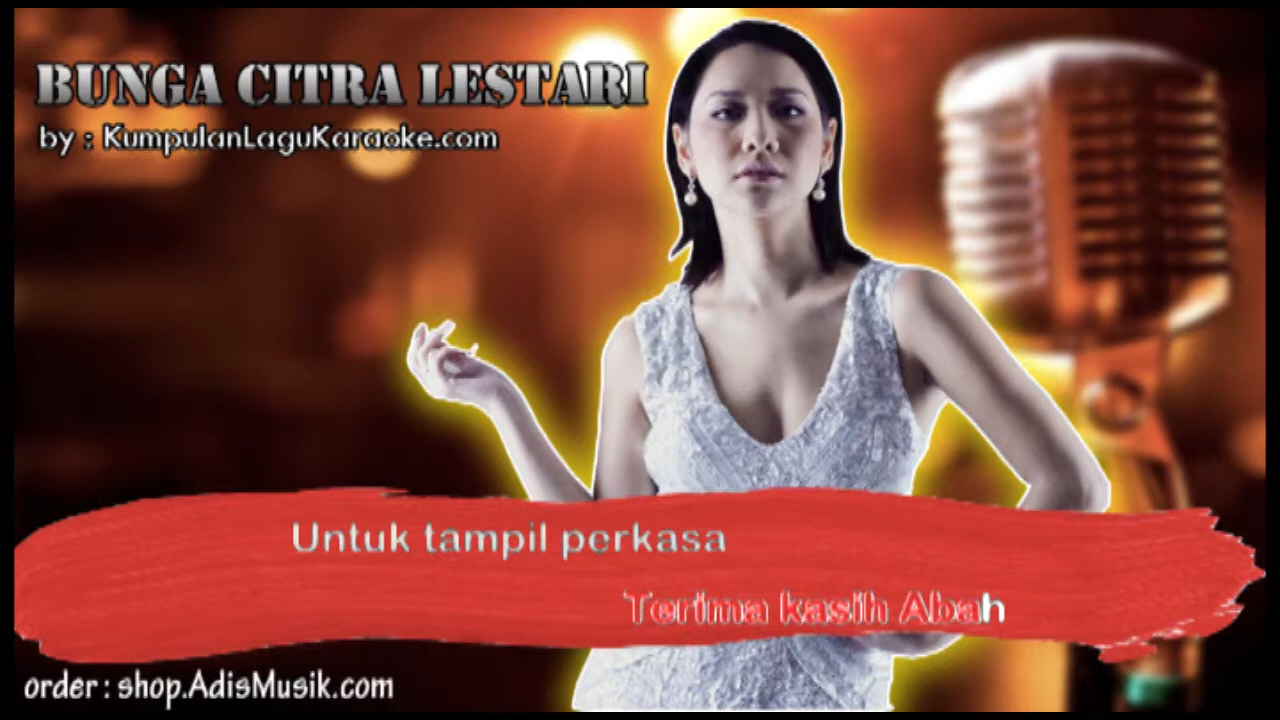 BUNGA CITRA LESTARI
by : KumpulanLaguKaraoke.com
Untuk tampil perkasa
Terima kasih Abah
order : shop.AdisMusik.com